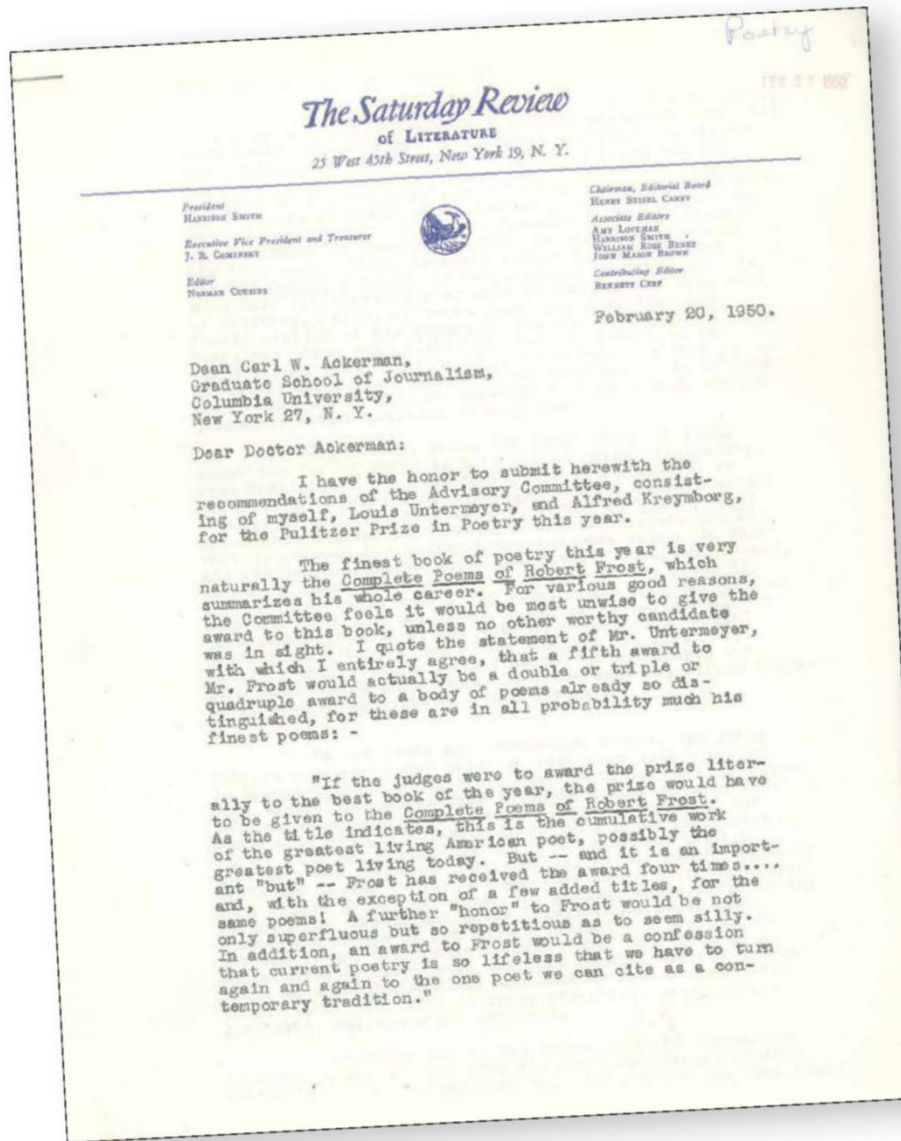 Poetry
FEB 23 1950
The Saturday Review
OF LITERATURE
25 West 45th Street, New York 19, N. Y.
President
HARRISON SMITH
Executive Vice President and Treasurer
J. R. COMINSKY
Editor
NORMAN COUSINS
Chairman, Editorial Board
HENRY SEIDEL CANBY
Associate Editors
AMY LOVEMAN
HARRISON SMITH
WILLIAM ROSE BENET
JOHN MASON BROWN
Contributing Editor
BENNETT CERF
February 20, 1950.
Dean Carl W. Ackerman,
Graduate School of Journalism,
Columbia University,
New York 27, N. Y.
Dear Doctor Ackerman:
I have the honor to submit herewith the
recommendations of the Advisory Committee, consist-
ing of myself, Louis Untermeyer, and Alfred Kreymborg,
for the Pulitzer Prize in Poetry this year.
The finest book of poetry this year is very
naturally the Complete Poems of Robert Frost, which
summarizes his whole career. For various good reasons,
the Committee feels it would be most unwise to give the
award to this book, unless no other worthy candidate
was in sight. I quote the statement of Mr. Untermeyer,
with which I entirely agree, that a fifth award to
Mr. Frost would actually be a double or triple or
quadruple award to a body of poems already so dis-
tinguished, for these are in all probability much his
finest poems: -
"If the judges were to award the prize liter-
ally to the best book of the year, the prize would have
to be given to the Complete Poems of Robert Frost.
As the title indicates, this is the cumulative work
of the greatest living American poet, possibly the
greatest poet living today. But -- and it is an import-
ant "but" -- Frost has received the award four times....
and, with the exception of a few added titles, for the
same poems! A further "honor" to Frost would be not
only superfluous but so repetitious as to seem silly.
In addition, an award to Frost would be a confession
that current poetry is so lifeless that we have to turn
again and again to the one poet we can cite as a con-
temporary tradition."